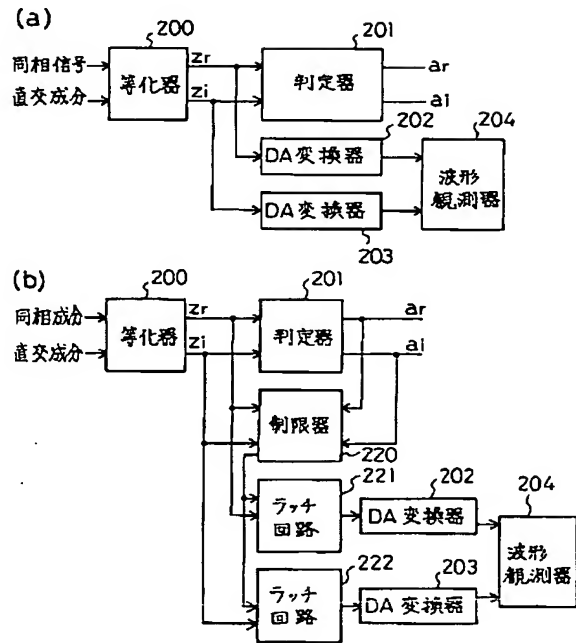 (a)
200
201
同相信号
直交成分
等化器
zr
zi
判定器
ar
ai
202
204
DA変換器
DA変換器
203
波形
観測器
(b)
200
201
同相成分
直交成分
等化器
zr
zi
判定器
ar
ai
制限器
220
221
202
204
ラッチ
回路
DA変換器
222
203
ラッチ
回路
DA変換器
波形
観測器